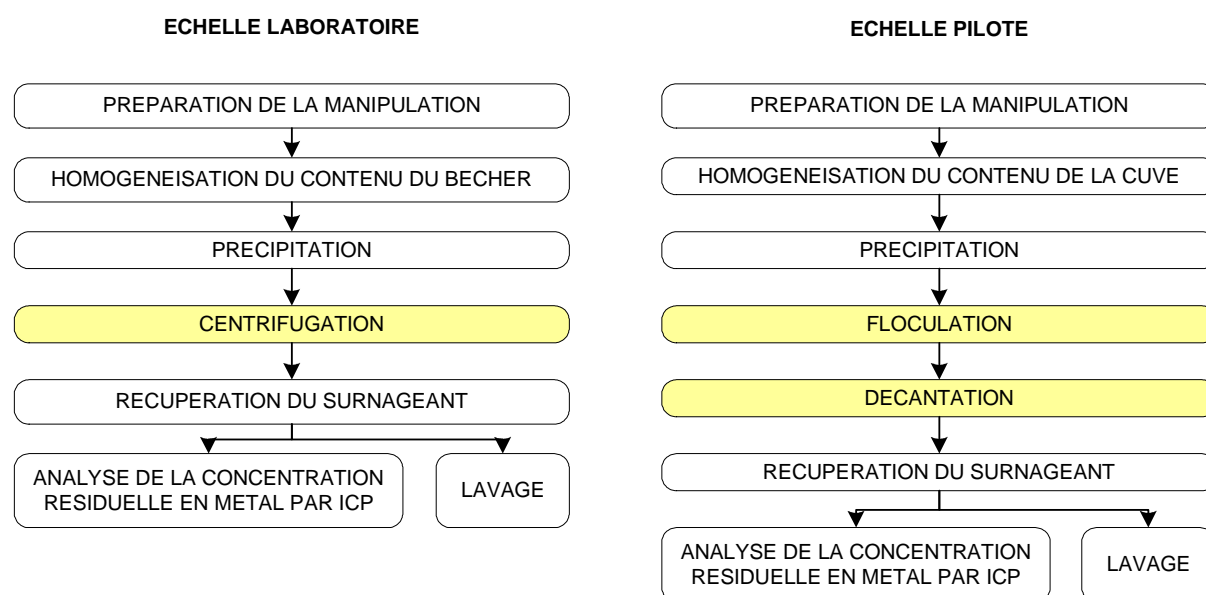 ECHELLE LABORATOIRE
PREPARATION DE LA MANIPULATION
HOMOGENEISATION DU CONTENU DU BECHER
PRECIPITATION
CENTRIFUGATION
RECUPERATION DU SURNAGEANT
ANALYSE DE LA CONCENTRATION
RESIDUELLE EN METAL PAR ICP
LAVAGE
ECHELLE PILOTE
PREPARATION DE LA MANIPULATION
HOMOGENEISATION DU CONTENU DE LA CUVE
PRECIPITATION
FLOCULATION
DECANTATION
RECUPERATION DU SURNAGEANT
ANALYSE DE LA CONCENTRATION
RESIDUELLE EN METAL PAR ICP
LAVAGE